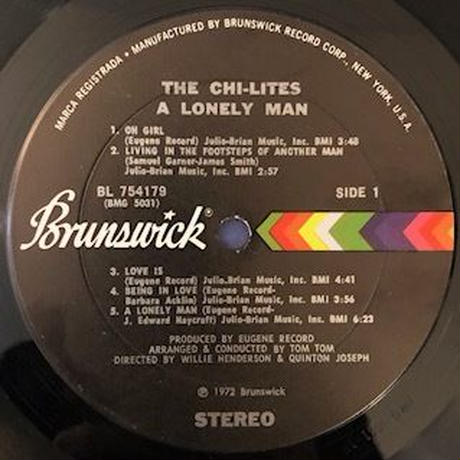 MARCA REGISTRADA • MANUFACTURED BY BRUNSWICK RECORD CORP., NEW YORK, U.S.A.
THE CHI-LITES
A LONELY MAN
1. OH GIRL
(Eugene Record) Julio-Brian Music, Inc. BMI 3:48
2. LIVING IN THE FOOTSTEPS OF ANOTHER MAN
(Samuel Garner-James Smith)
Julio-Brian Music, Inc. BMI 2:57
BL 754179
SIDE 1
(BMG 5031)
Brunswick®
3. LOVE IS
(Eugene Record) Julio-Brian Music, Inc. BMI 4:41
4. BEING IN LOVE (Eugene Record-
Barbara Acklin) Julio-Brian Music, Inc. BMI 3:56
5. A LONELY MAN (Eugene Record-
J. Edward Haycraft) Julio-Brian Music, Inc. BMI 6:23
PRODUCED BY EUGENE RECORD
ARRANGED & CONDUCTED BY TOM TOM
DIRECTED BY WILLIE HENDERSON & QUINTON JOSEPH
℗ 1972 Brunswick
STEREO